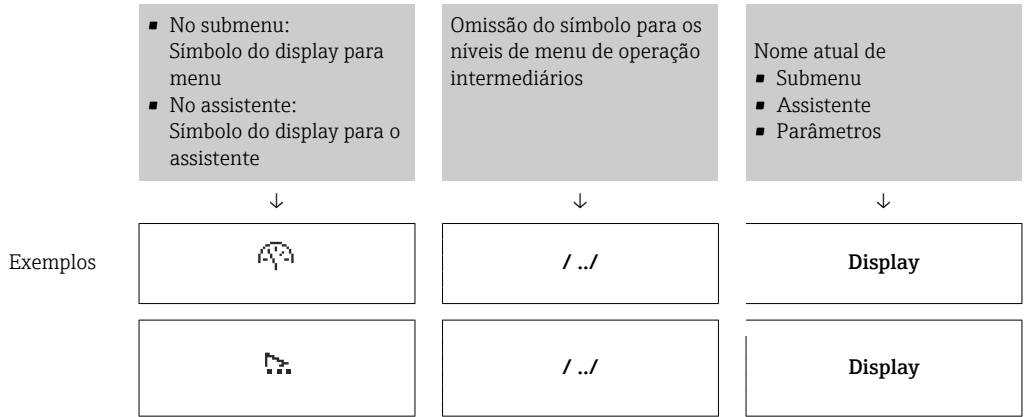 ▪ No submenu:
Símbolo do display para
menu
▪ No assistente:
Símbolo do display para o
assistente
Omissão do símbolo para os
níveis de menu de operação
intermediários
Nome atual de
▪ Submenu
▪ Assistente
▪ Parâmetros
↓ ↓ ↓
Exemplos
/ ../
Display
/ ../
Display